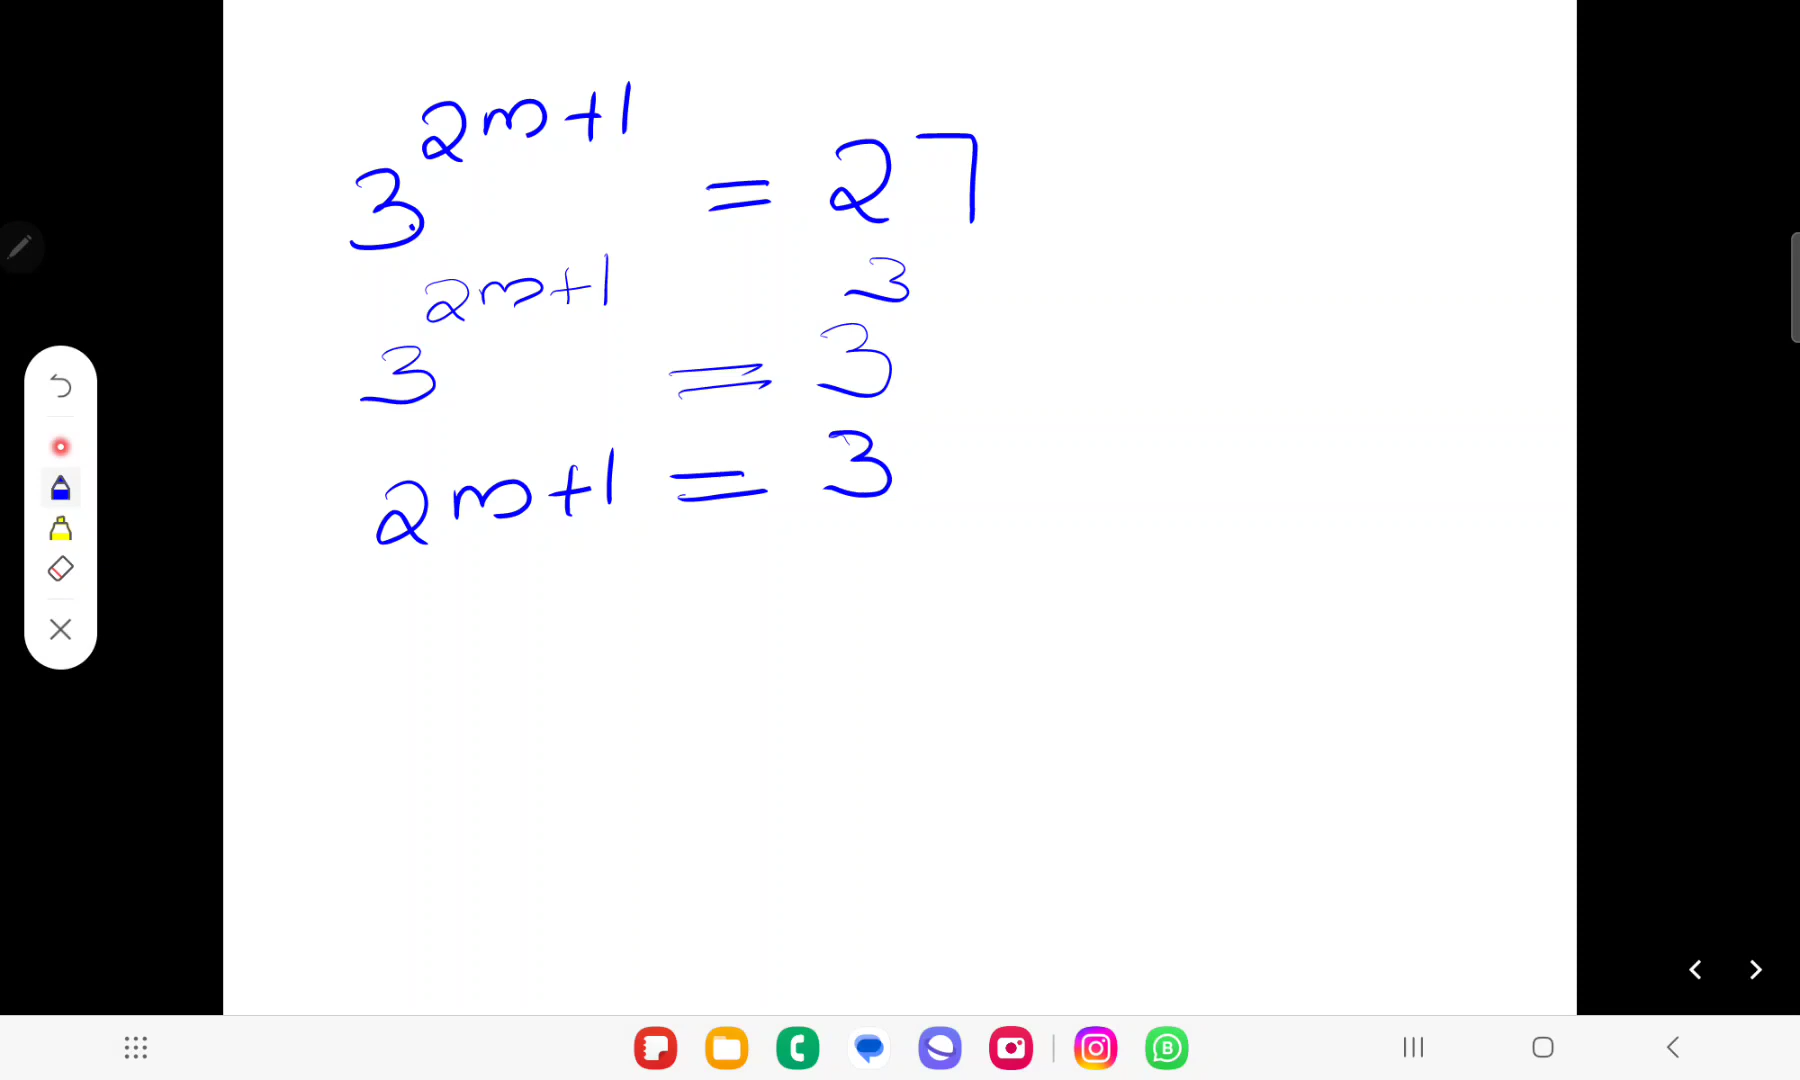 3^{2m+1} = 27
3^{2m+1} = 3^3
2m+1 = 3